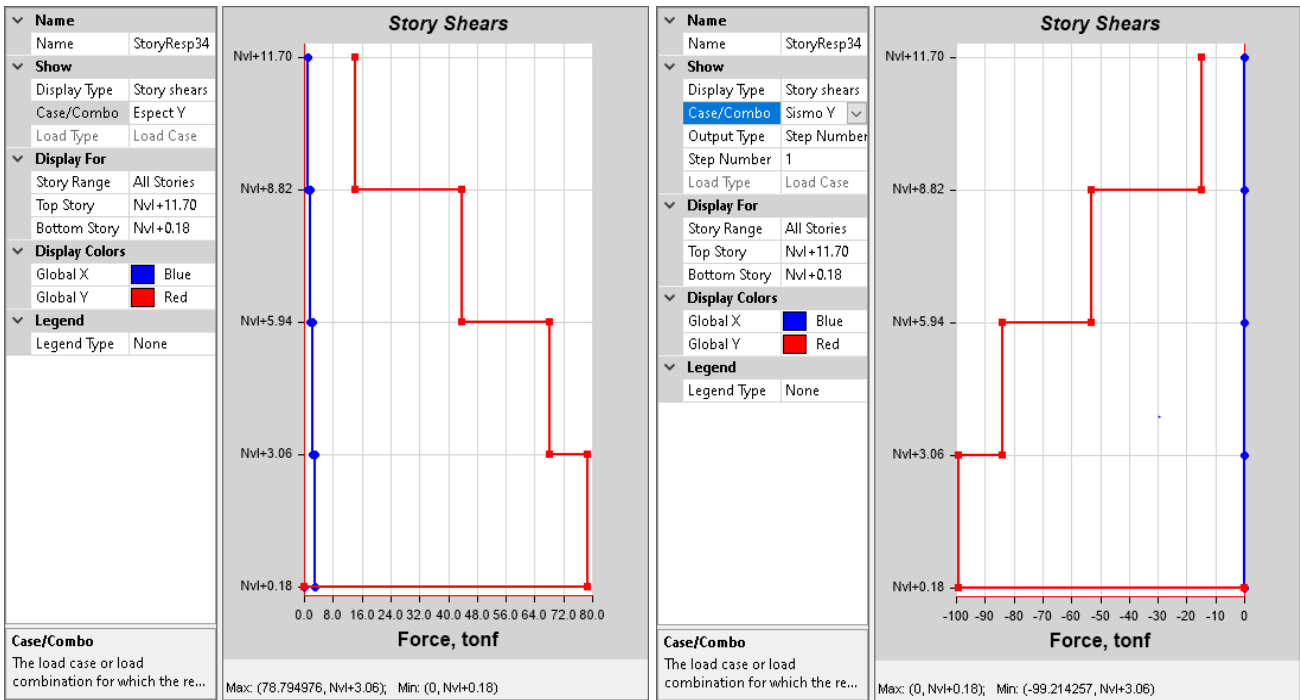 Name
Name StoryResp34
Show
Display Type Story shears
Case/Combo Espect Y
Load Type Load Case
Display For
Story Range All Stories
Top Story Nvl+11.70
Bottom Story Nvl+0.18
Display Colors
Global X Blue
Global Y Red
Legend
Legend Type None
Case/Combo
The load case or load
combination for which the re...
Story Shears
Nvl+11.70
Nvl+8.82
Nvl+5.94
Nvl+3.06
Nvl+0.18
0.0 8.0 16.0 24.0 32.0 40.0 48.0 56.0 64.0 72.0 80.0
Force, tonf
Max: (78.794976, Nvl+3.06); Min: (0, Nvl+0.18)
Name
Name StoryResp34
Show
Display Type Story shears
Case/Combo Sismo Y
Output Type Step Number
Step Number 1
Load Type Load Case
Display For
Story Range All Stories
Top Story Nvl+11.70
Bottom Story Nvl+0.18
Display Colors
Global X Blue
Global Y Red
Legend
Legend Type None
Case/Combo
The load case or load
combination for which the re...
Story Shears
Nvl+11.70
Nvl+8.82
Nvl+5.94
Nvl+3.06
Nvl+0.18
-100 -90 -80 -70 -60 -50 -40 -30 -20 -10 0
Force, tonf
Max: (0, Nvl+0.18); Min: (-99.214257, Nvl+3.06)